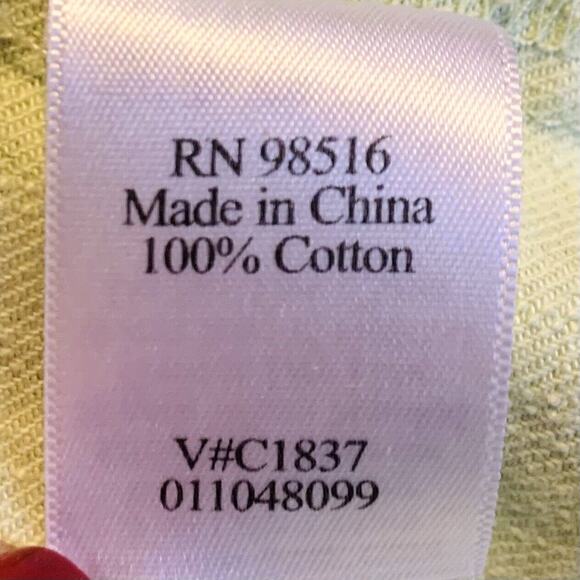 RN 98516
Made in China
100% Cotton
V#C1837
011048099